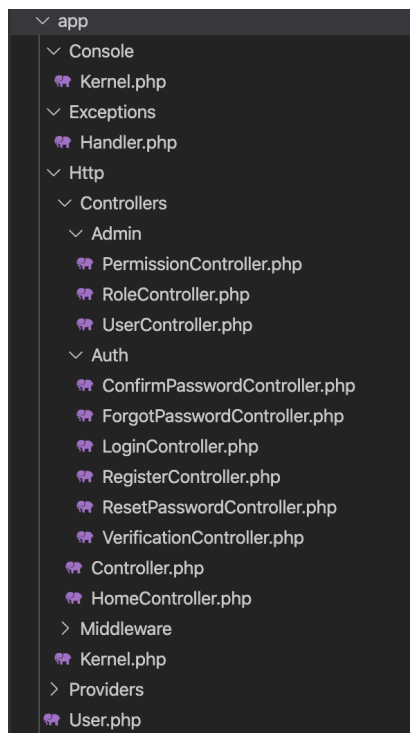 app
Console
Kernel.php
Exceptions
Handler.php
Http
Controllers
Admin
PermissionController.php
RoleController.php
UserController.php
Auth
ConfirmPasswordController.php
ForgotPasswordController.php
LoginController.php
RegisterController.php
ResetPasswordController.php
VerificationController.php
Controller.php
HomeController.php
Middleware
Kernel.php
Providers
User.php